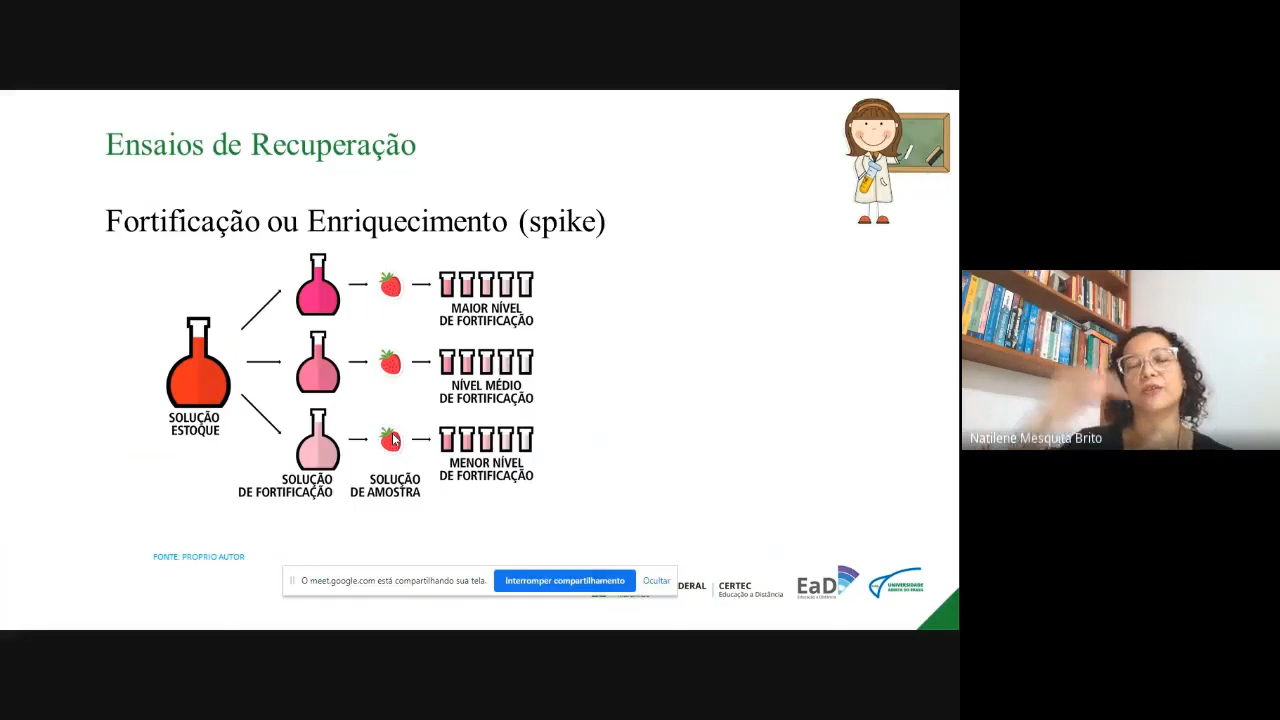 Ensaios de Recuperação
Fortificação ou Enriquecimento (spike)
MAIOR NÍVEL
DE FORTIFICAÇÃO
NÍVEL MÉDIO
DE FORTIFICAÇÃO
SOLUÇÃO
ESTOQUE
MENOR NÍVEL
DE FORTIFICAÇÃO
SOLUÇÃO
DE FORTIFICAÇÃO
SOLUÇÃO
DE AMOSTRA
FONTE: PROPRIO AUTOR
O meet.google.com está compartilhando sua tela.
Interromper compartilhamento
Ocultar
DERAL
CERTEC
Educação a Distância
EaD
Educação a Distância
UNIVERSIDADE
ABERTA DO BRASIL
Natilene Mesquita Brito